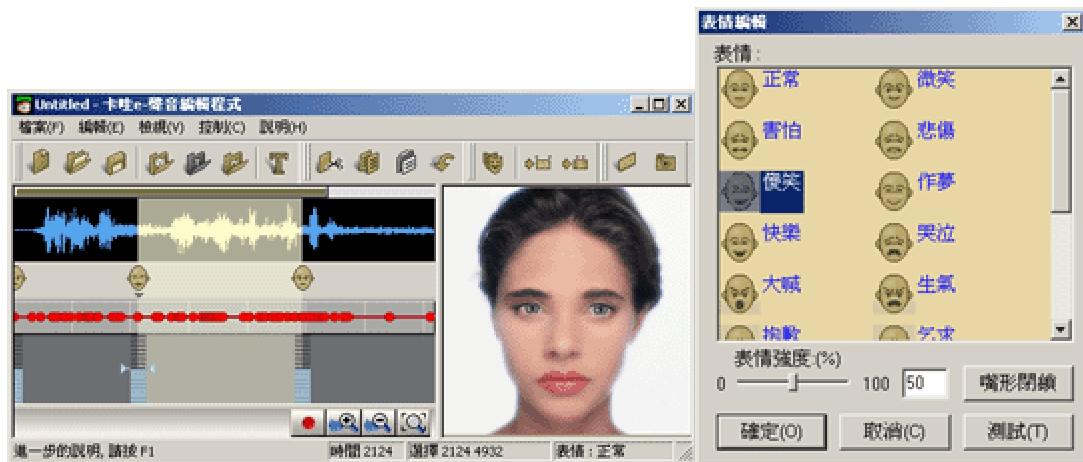 Untitled - 卡哇e-聲音編輯程式
檔案(F) 編輯(E) 檢視(V) 控制(C) 說明(H)
T
進一步的說明, 請按 F1
時間 2124 選擇 2124 4932 表情 : 正常
表情編輯
表情 :
正常 微笑
害怕 悲傷
傻笑 作夢
快樂 哭泣
大喊 生氣
抱歉 乞求
表情強度:(%)
0 100 50 嘴形閉鎖
確定(O) 取消(C) 測試(T)